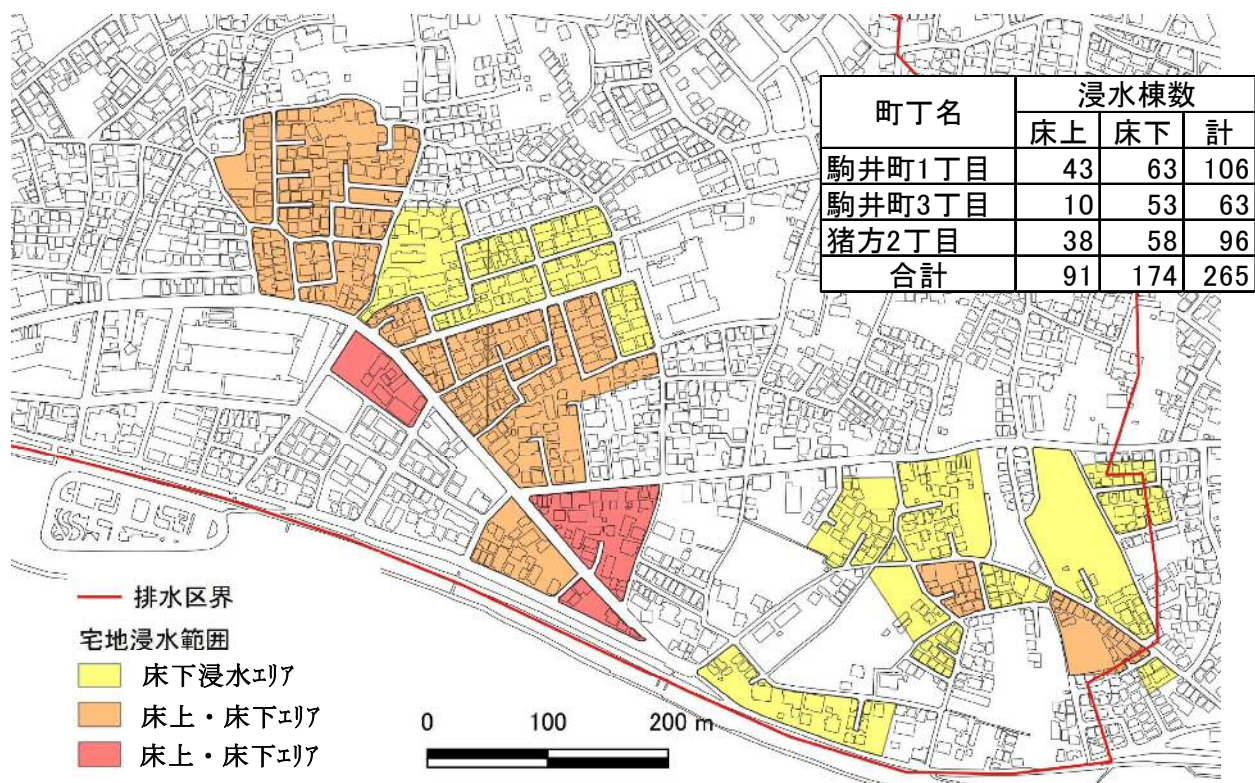 町丁名 浸水棟数
床上 床下 計
駒井町1丁目 43 63 106
駒井町3丁目 10 53 63
猪方2丁目 38 58 96
合計 91 174 265
排水区界
宅地浸水範囲
床下浸水エリア
床上・床下エリア
床上・床下エリア
0 100 200 m